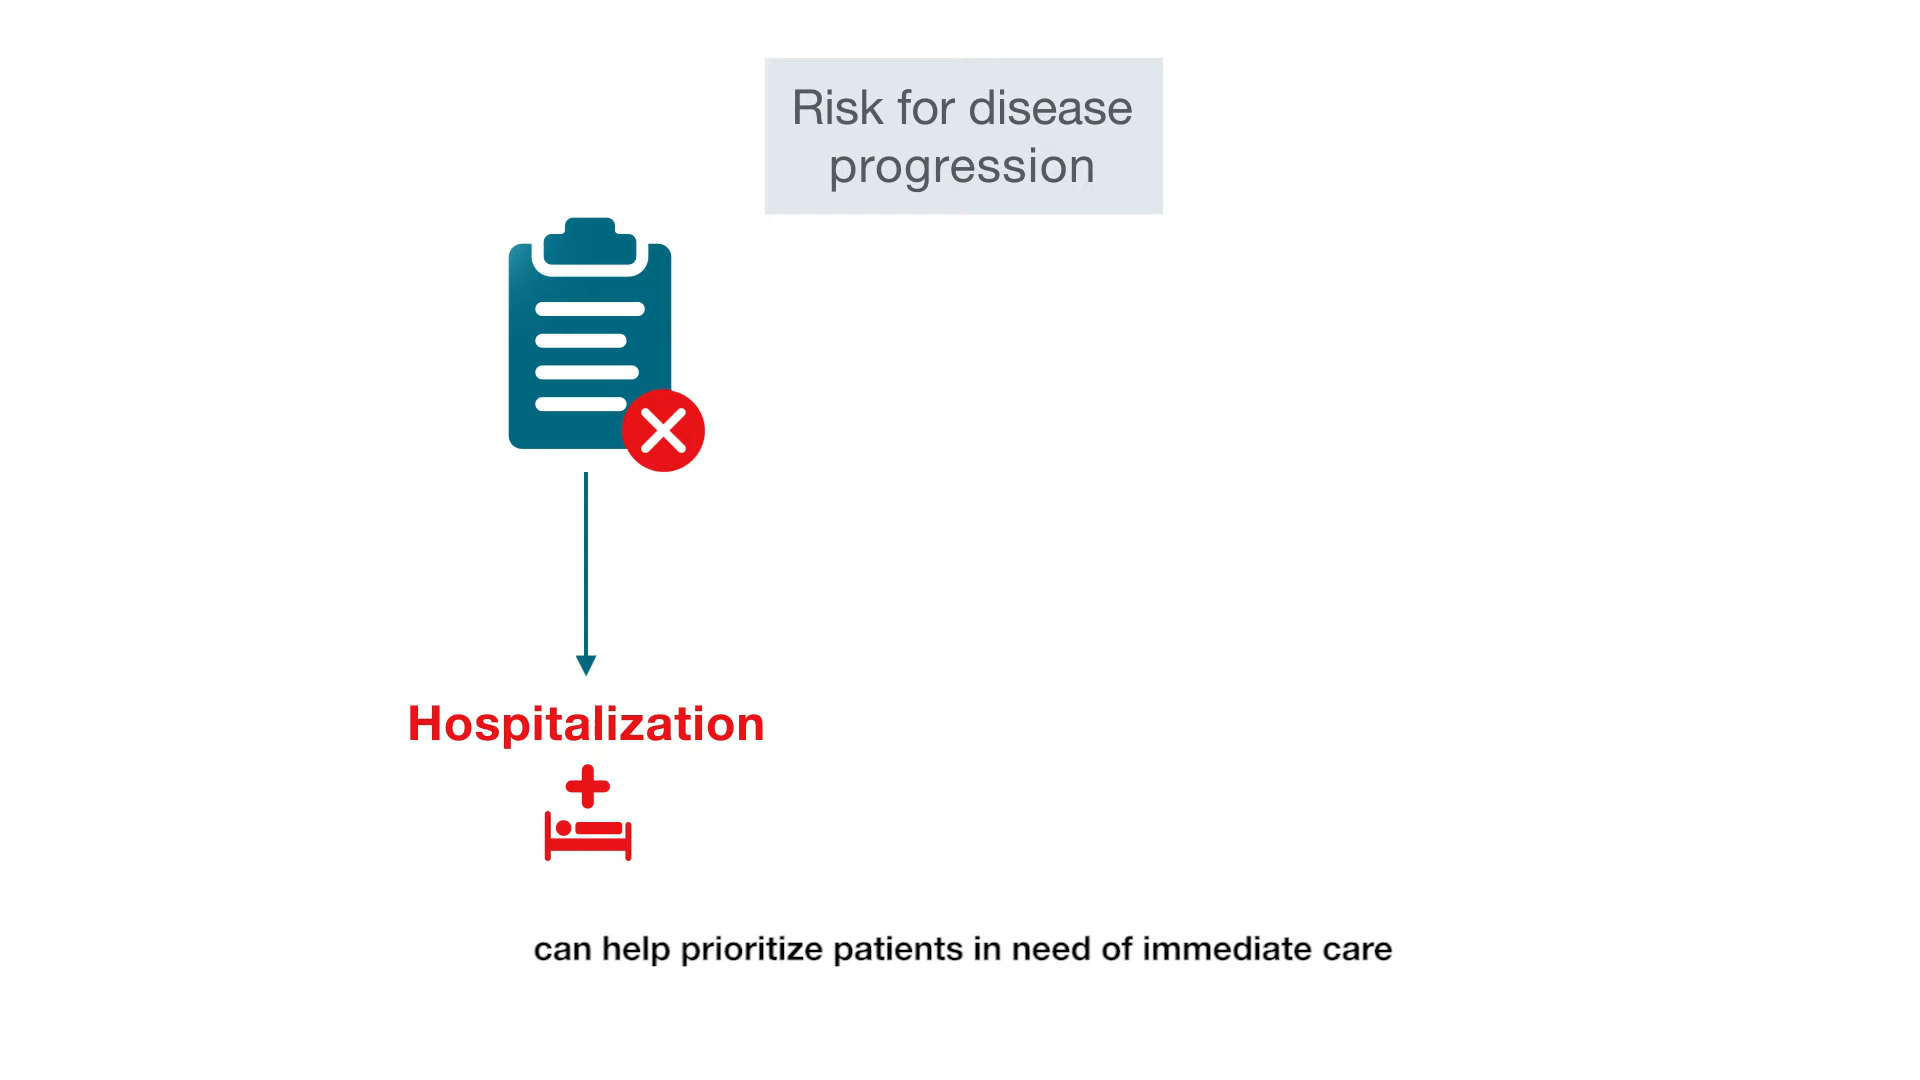 Risk for disease
progression
Hospitalization
can help prioritize patients in need of immediate care